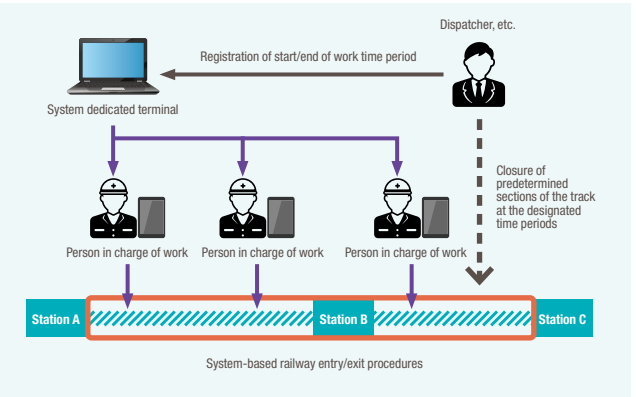 Dispatcher, etc.
Registration of start/end of work time period
System dedicated terminal
Closure of
predetermined
sections of the track
at the designated
time periods
Person in charge of work
Person in charge of work
Person in charge of work
Station A
Station B
Station C
System-based railway entry/exit procedures